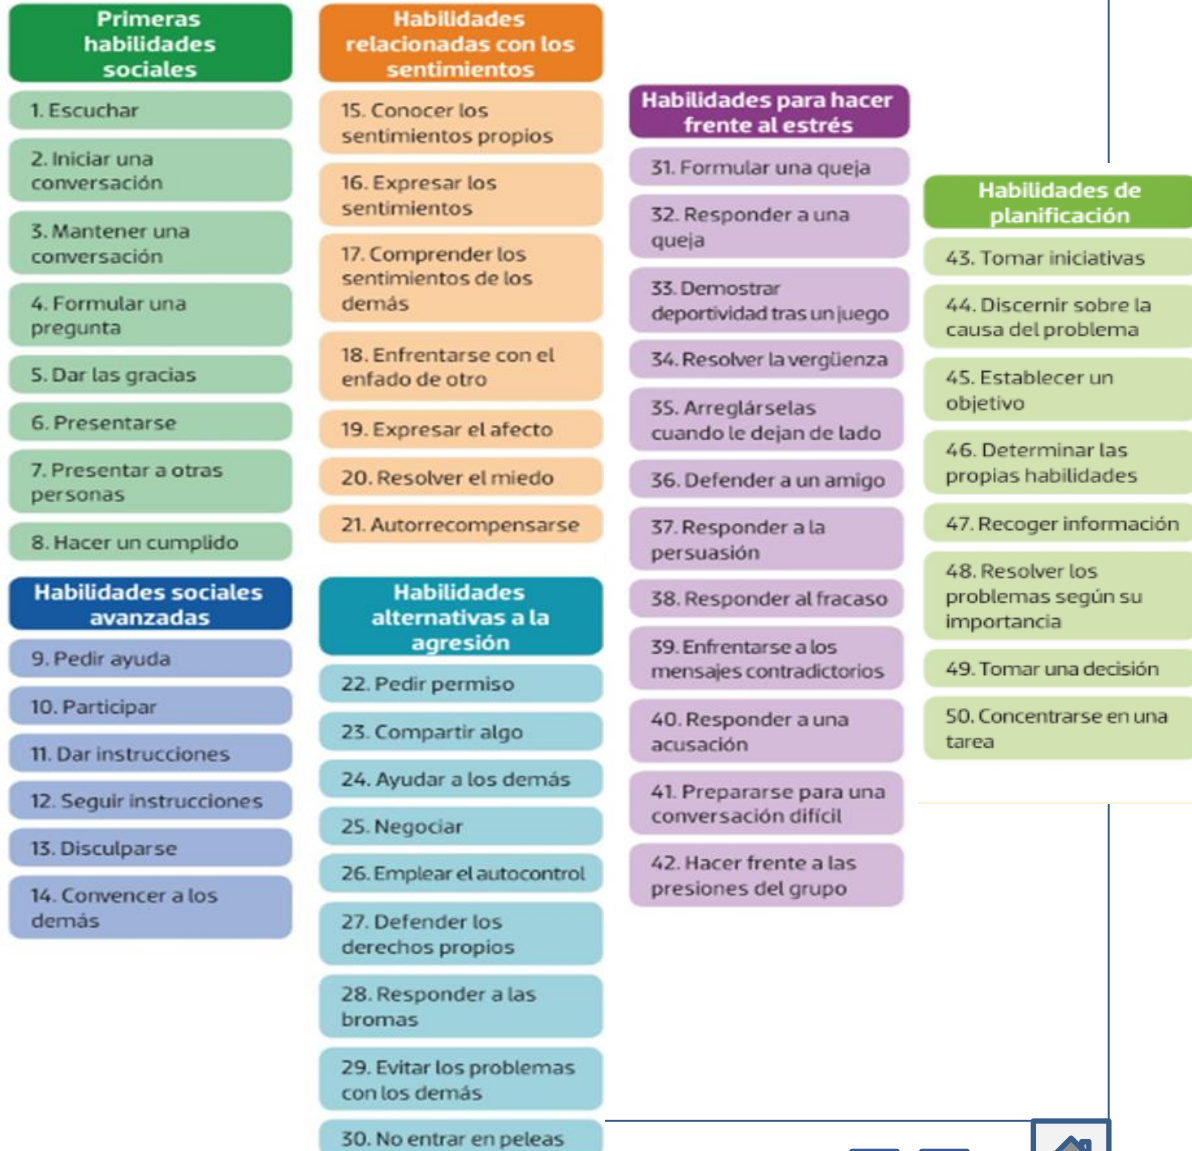 Primeras
habilidades
sociales
1. Escuchar
2. Iniciar una
conversación
3. Mantener una
conversación
4. Formular una
pregunta
5. Dar las gracias
6. Presentarse
7. Presentar a otras
personas
8. Hacer un cumplido
Habilidades sociales
avanzadas
9. Pedir ayuda
10. Participar
11. Dar instrucciones
12. Seguir instrucciones
13. Disculparse
14. Convencer a los
demás
Habilidades
relacionadas con los
sentimientos
15. Conocer los
sentimientos propios
16. Expresar los
sentimientos
17. Comprender los
sentimientos de los
demás
18. Enfrentarse con el
enfado de otro
19. Expresar el afecto
20. Resolver el miedo
21. Autorrecompensarse
Habilidades
alternativas a la
agresión
22. Pedir permiso
23. Compartir algo
24. Ayudar a los demás
25. Negociar
26. Emplear el autocontrol
27. Defender los
derechos propios
28. Responder a las
bromas
29. Evitar los problemas
con los demás
30. No entrar en peleas
Habilidades para hacer
frente al estrés
31. Formular una queja
32. Responder a una
queja
33. Demostrar
deportividad tras un juego
34. Resolver la vergüenza
35. Arreglárselas
cuando le dejan de lado
36. Defender a un amigo
37. Responder a la
persuasión
38. Responder al fracaso
39. Enfrentarse a los
mensajes contradictorios
40. Responder a una
acusación
41. Prepararse para una
conversación difícil
42. Hacer frente a las
presiones del grupo
Habilidades de
planificación
43. Tomar iniciativas
44. Discernir sobre la
causa del problema
45. Establecer un
objetivo
46. Determinar las
propias habilidades
47. Recoger información
48. Resolver los
problemas según su
importancia
49. Tomar una decisión
50. Concentrarse en una
tarea